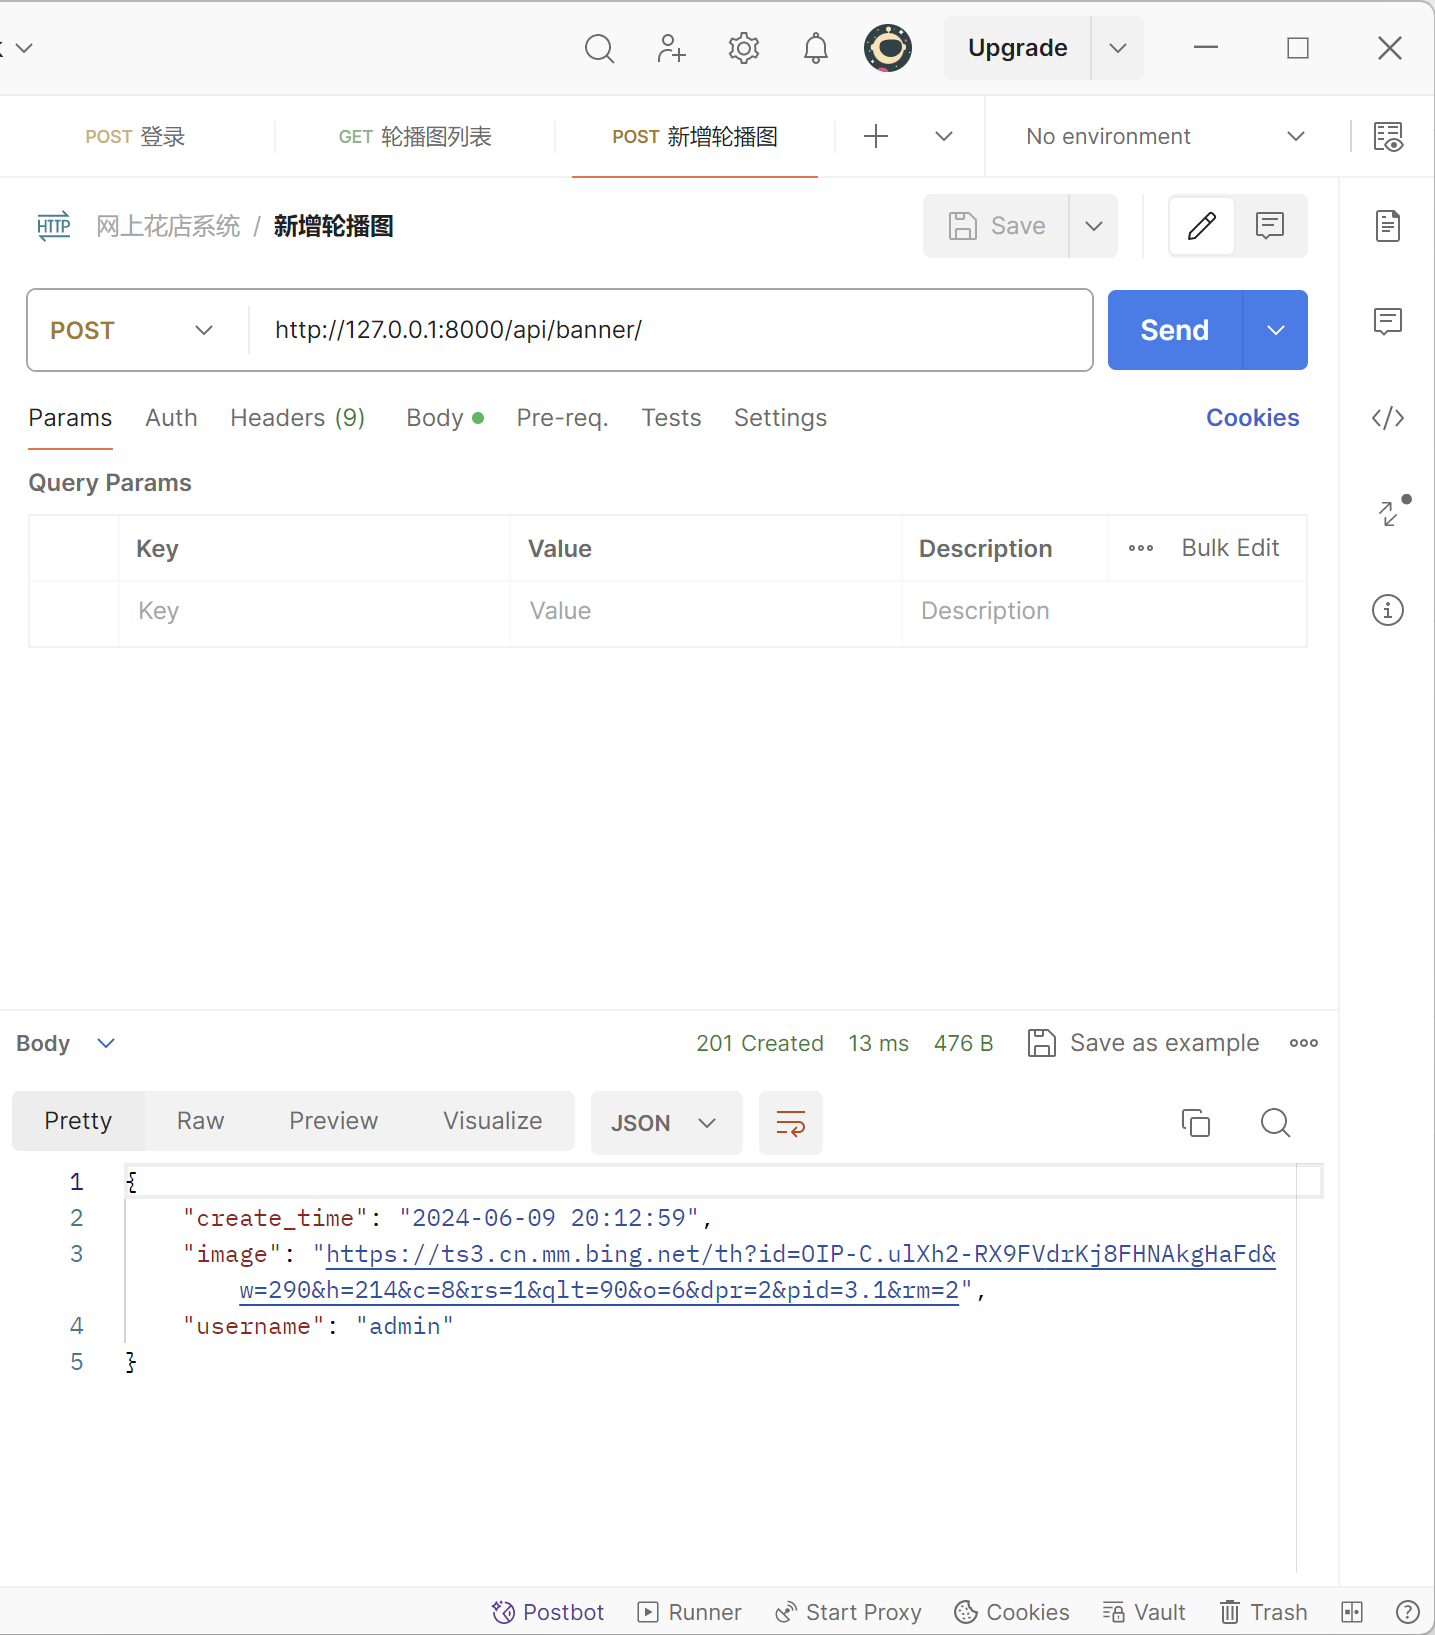 Upgrade
POST 登录
GET 轮播图列表
POST 新增轮播图
No environment
HTTP 网上花店系统 / 新增轮播图
Save
POST http://127.0.0.1:8000/api/banner/
Send
Params Auth Headers (9) Body Pre-req. Tests Settings Cookies
Query Params
Key Value Description Bulk Edit
Key Value Description
Body 201 Created 13 ms 476 B Save as example
Pretty Raw Preview Visualize JSON
1 {
2 "create_time": "2024-06-09 20:12:59",
3 "image": "https://ts3.cn.mm.bing.net/th?id=OIP-C.ulXh2-RX9FVdrKj8FHNAkgHaFd&
w=290&h=214&c=8&rs=1&qlt=90&o=6&dpr=2&pid=3.1&rm=2",
4 "username": "admin"
5 }
Postbot Runner Start Proxy Cookies Vault Trash